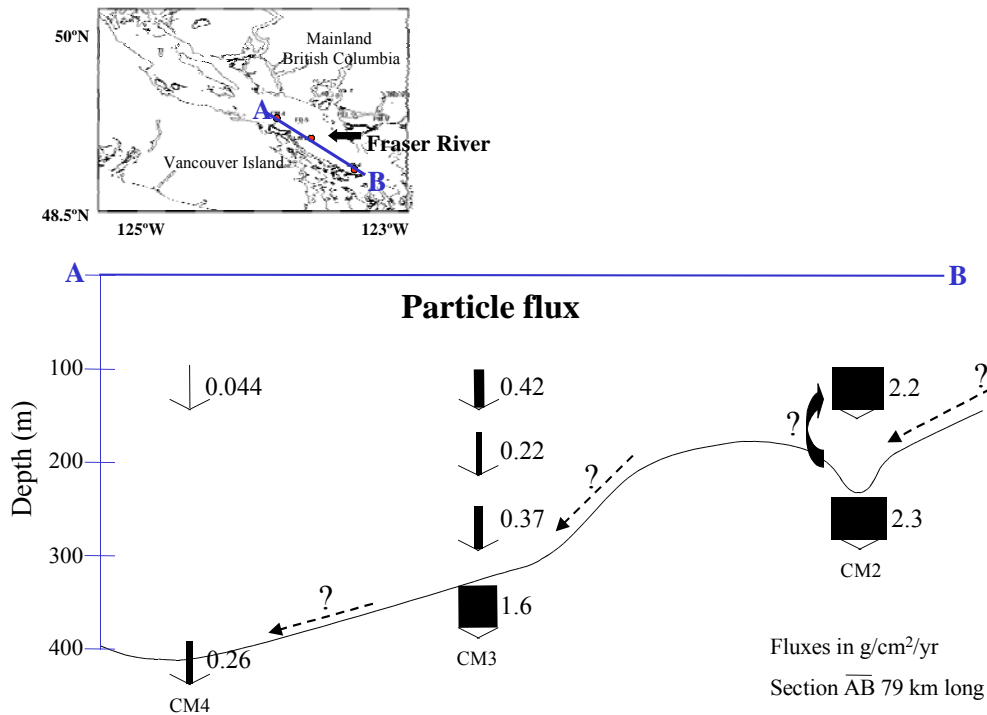 50ºN
Mainland
British Columbia
A
Fraser River
Vancouver Island
B
48.5ºN
125ºW
123ºW
A
B
Particle flux
Depth (m)
100
200
300
400
0.044
0.42
2.2
?
?
0.22
?
0.37
2.3
CM2
?
1.6
0.26
CM3
CM4
Fluxes in g/cm²/yr
Section A̅B̅ 79 km long